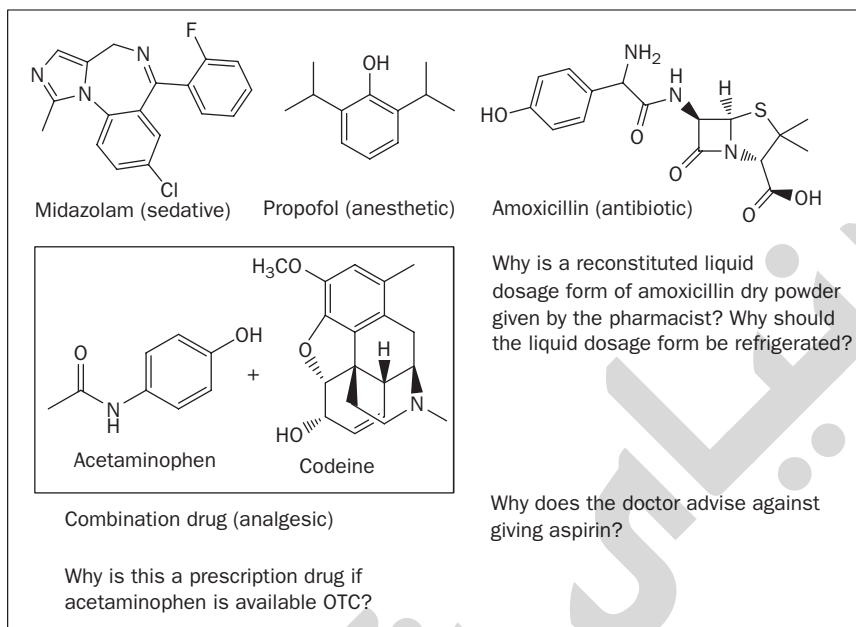 F
N
N
N
Cl
Midazolam (sedative)
OH
Propofol (anesthetic)
NH2
H
N
H
S
HO
O
O
N
O
OH
Amoxicillin (antibiotic)
H3CO
O
OH
N
H
+
O
H
HO
N
Acetaminophen
Codeine
Combination drug (analgesic)
Why is this a prescription drug if
acetaminophen is available OTC?
Why is a reconstituted liquid
dosage form of amoxicillin dry powder
given by the pharmacist? Why should
the liquid dosage form be refrigerated?
Why does the doctor advise against
giving aspirin?